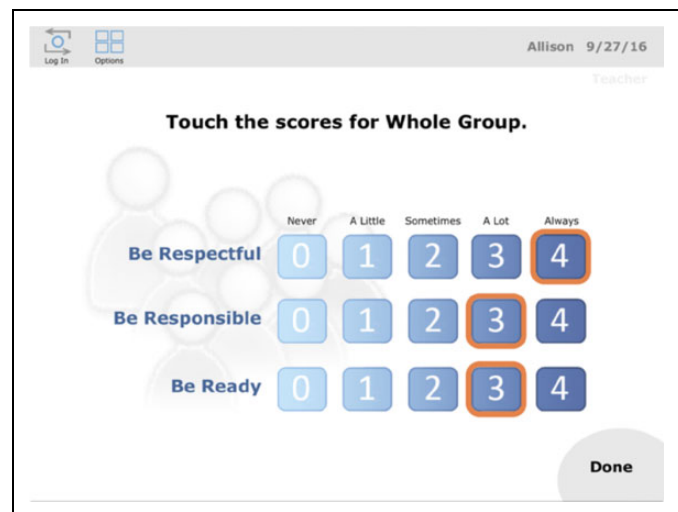 Log In Options Allison 9/27/16
Teacher
Touch the scores for Whole Group.
Never A Little Sometimes A Lot Always
Be Respectful 0 1 2 3 4
Be Responsible 0 1 2 3 4
Be Ready 0 1 2 3 4
Done